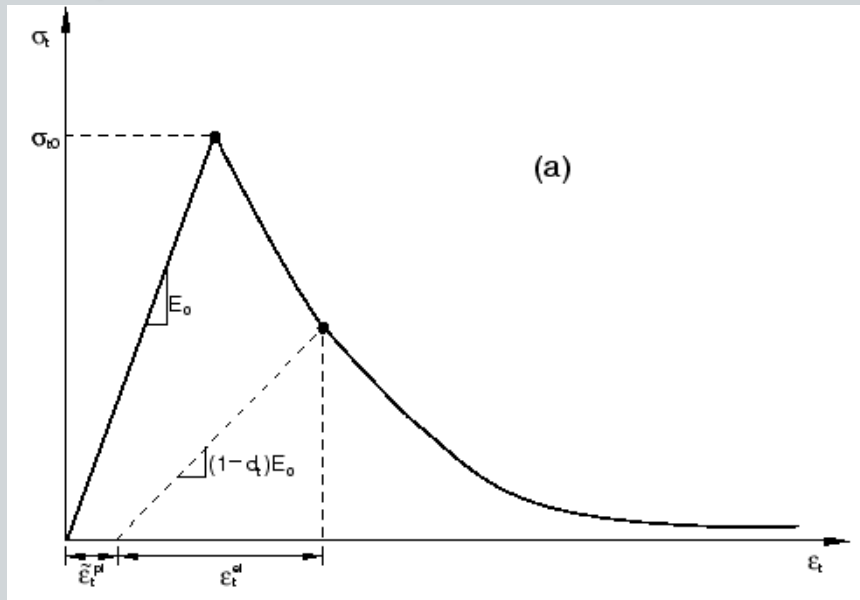 σₜ
σₜ₀
(a)
E₀
(1-dₜ)E₀
ε̃ₜᵖˡ
εₜᵉˡ
εₜ